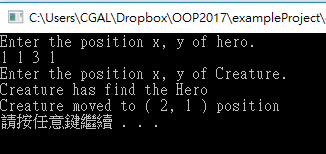 C:\Users\CGAL\Dropbox\OOP2017\exampleProject\
Enter the position x, y of hero.
1 1 3 1
Enter the position x, y of Creature.
Creature has find the Hero
Creature moved to ( 2, 1 ) position
請按任意鍵繼續 . . .